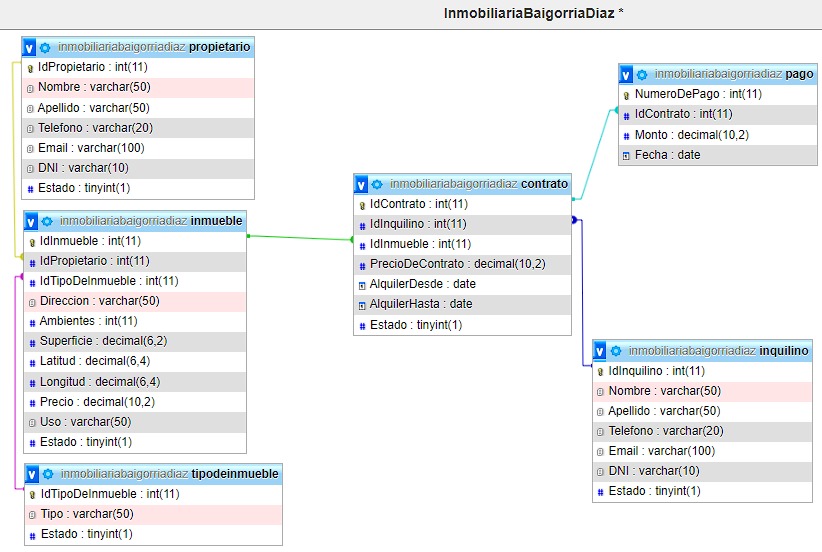 InmobiliariaBaigorriaDiaz *
inmobiliariabaigorriadiaz propietario
IdPropietario : int(11)
Nombre : varchar(50)
Apellido : varchar(50)
Telefono : varchar(20)
Email : varchar(100)
DNI : varchar(10)
Estado : tinyint(1)
inmobiliariabaigorriadiaz inmueble
IdInmueble : int(11)
IdPropietario : int(11)
IdTipoDeInmueble : int(11)
Direccion : varchar(50)
Ambientes : int(11)
Superficie : decimal(6,2)
Latitud : decimal(6,4)
Longitud : decimal(6,4)
Precio : decimal(10,2)
Uso : varchar(50)
Estado : tinyint(1)
inmobiliariabaigorriadiaz tipodeinmueble
IdTipoDeInmueble : int(11)
Tipo : varchar(50)
Estado : tinyint(1)
inmobiliariabaigorriadiaz contrato
IdContrato : int(11)
IdInquilino : int(11)
IdInmueble : int(11)
PrecioDeContrato : decimal(10,2)
AlquilerDesde : date
AlquilerHasta : date
Estado : tinyint(1)
inmobiliariabaigorriadiaz pago
NumeroDePago : int(11)
IdContrato : int(11)
Monto : decimal(10,2)
Fecha : date
inmobiliariabaigorriadiaz inquilino
IdInquilino : int(11)
Nombre : varchar(50)
Apellido : varchar(50)
Telefono : varchar(20)
Email : varchar(100)
DNI : varchar(10)
Estado : tinyint(1)